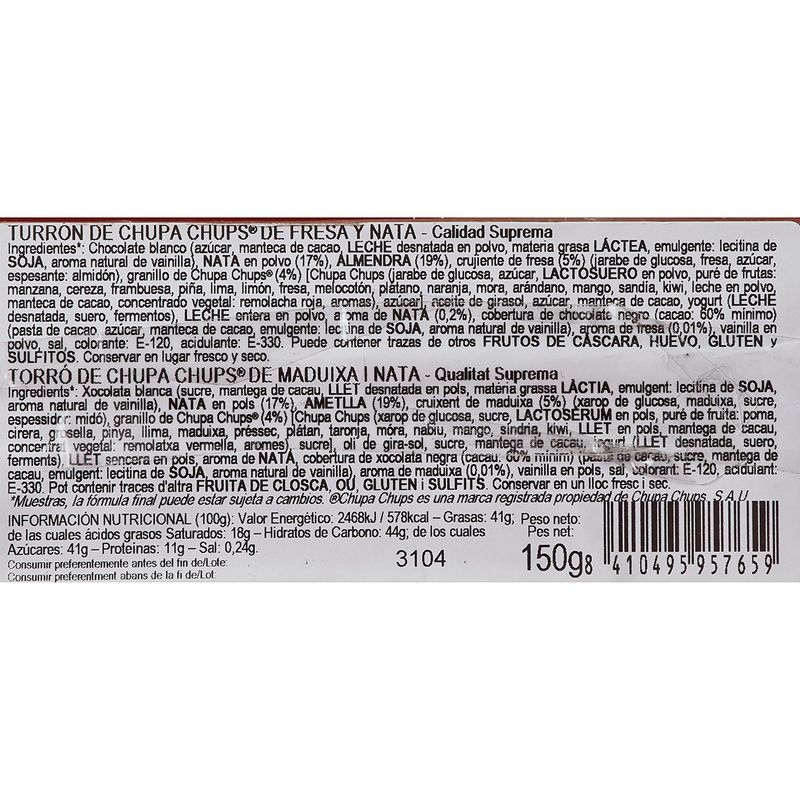 TURRON DE CHUPA CHUPS® DE FRESA Y NATA - Calidad Suprema
Ingredientes*: Chocolate blanco (azúcar, manteca de cacao, LECHE desnatada en polvo, materia grasa LÁCTEA, emulgente: lecitina de
SOJA, aroma natural de vainilla), NATA en polvo (17%), ALMENDRA (19%), crujiente de fresa (5%) (jarabe de glucosa, fresa, azúcar,
espesante: almidón), granillo de Chupa Chups® (4%) [Chupa Chups (jarabe de glucosa, azúcar, LACTOSUERO en polvo, puré de frutas:
manzana, cereza, frambuesa, piña, lima, limón, fresa, melocotón, plátano, naranja, mora, arándano, mango, sandía, kiwi, leche en polvo,
manteca de cacao, concentrado vegetal: remolacha roja, aromas), azúcar], aceite de girasol, azúcar, manteca de cacao, yogurt (LECHE
desnatada, suero, fermentos), LECHE entera en polvo, aroma de NATA (0,2%), cobertura de chocolate negra (cacao: 60% mínimo)
(pasta de cacao, azúcar, manteca de cacao, emulgente: lecitina de SOJA, aroma natural de vainilla), aroma de fresa (0,01%), vainilla en
polvo, sal, colorante: E-120, acidulante: E-330. Puede contener trazas de otros FRUTOS DE CÁSCARA, HUEVO, GLUTEN y
SULFITOS. Conservar en lugar fresco y seco.
TORRÓ DE CHUPA CHUPS® DE MADUIXA I NATA - Qualitat Suprema
Ingredients*: Xocolata blanca (sucre, mantega de cacau, LLET desnatada en pols, matèria grassa LÀCTIA, emulgent: lecitina de SOJA,
aroma natural de vainilla), NATA en pols (17%), AMETLLA (19%), cruixent de maduixa (5%) (xarop de glucosa, maduixa, sucre,
espessidor: midó), granillo de Chupa Chups® (4%) [Chupa Chups (xarop de glucosa, sucre, LACTOSÈRUM en pols, puré de fruita: poma,
cirera, grosella, pinya, llima, maduixa, préssec, plátan, taronja, móra, nabiu, mango, síndria, kiwi, LLET en pols, mantega de cacau,
concentrat vegetal: remolatxa vermella, aromes), sucre], oli de gira-sol, sucre, mantega de cacau, iogurt (LLET desnatada, suero,
ferments) LLET sencera en pols, aroma de NATA, cobertura de xocolata negra (cacau: 60% mínim) (pasta de cacau, sucre, mantega de
cacau, emulgent: lecitina de SOJA, aroma natural de vainilla), aroma de maduixa (0,01%), vainilla en pols, sal, colorant: E-120, acidulant:
E-330. Pot contenir traces d'altra FRUITA DE CLOSCA, OU, GLUTEN i SULFITS. Conservar en un lloc fresc i sec.
*Muestras, la fórmula final puede estar sujeta a cambios. ®Chupa Chups es una marca registrada propiedad de Chupa Chups, S.A.U
INFORMACIÓN NUTRICIONAL (100g): Valor Energético: 2468kJ / 578kcal – Grasas: 41g;
de las cuales ácidos grasos Saturados: 18g – Hidratos de Carbono: 44g; de los cuales
Azúcares: 41g – Proteínas: 11g – Sal: 0,24g.
Consumir preferentemente antes del fin de/Lote:
Consumir preferentment abans de la fi de/Lot:
3104
Peso neto:
Pes net:
150g
8 410495 957659